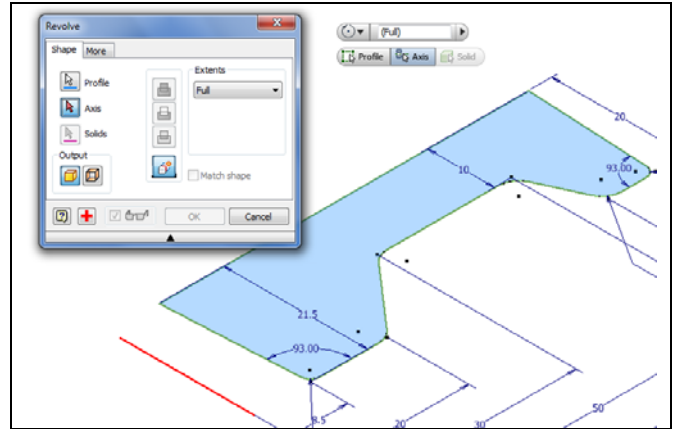 Revolve
Shape More
Profile
Axis
Solids
Output
Extents
Full
Match shape
OK
Cancel
(Full)
Profile
Axis
Solid
20
93.00
10
21.5
93.00
8.5
20
30
50